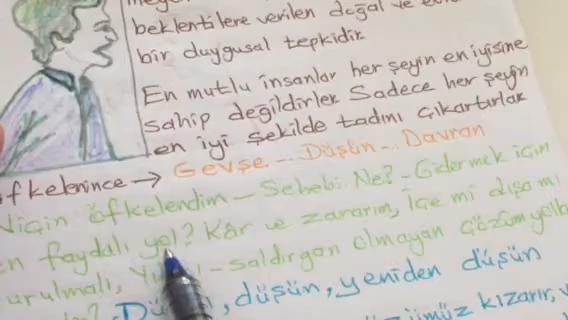 beklentilere verilen doğal ve
bir duygusal tepkidir
En mutlu insanlar her şeyin en iyisine
sahip değildirler Sadece her şeyin
en iyi şekilde tadını çıkartırlar
öfkelenince → Gevşe --- Düşün --- Davran
Niçin öfkelendim - Sebebi Ne? - Gidermek için
en faydalı yol? Kâr ve zararım, içe mi dışa mı
- saldırgan olmayan çözüm
düşün, yeniden düşün
kızarır,